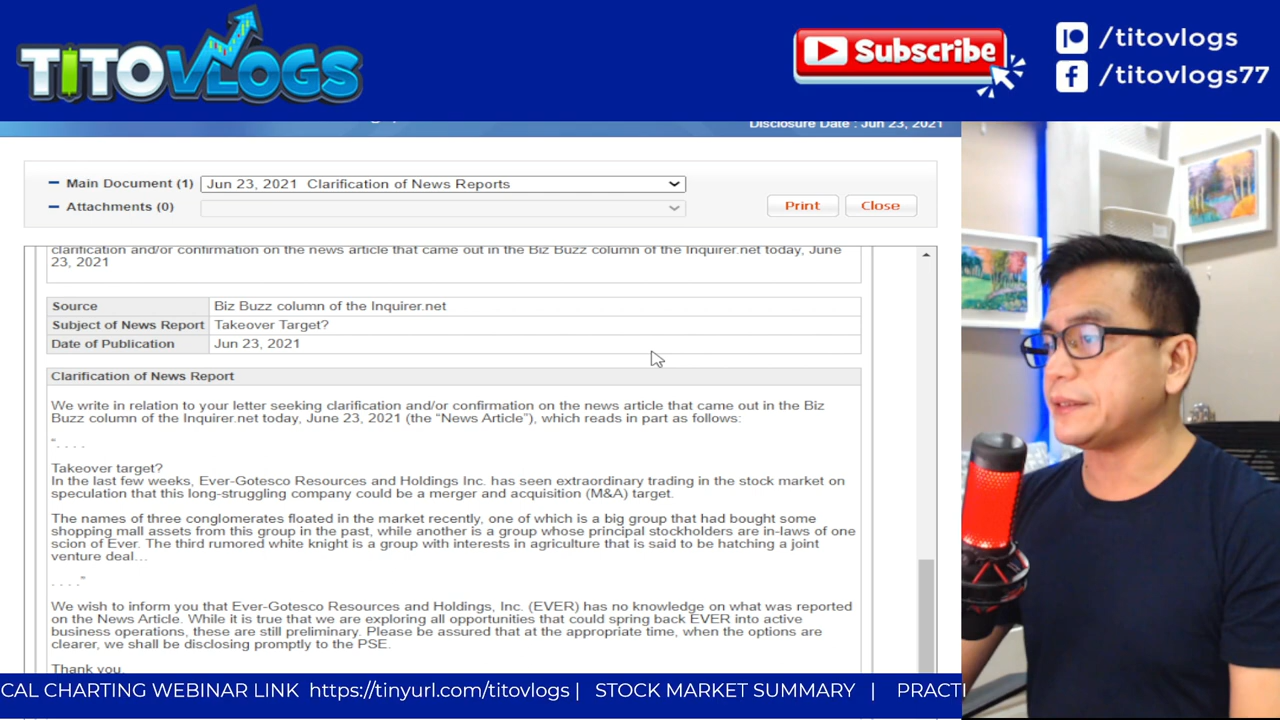 TITOVLOGS
Subscribe
/titovlogs
/titovlogs77
Disclosure Date : Jun 23, 2021
Main Document (1) Jun 23, 2021 Clarification of News Reports
Attachments (0)
Print Close
clarification and/or confirmation on the news article that came out in the Biz Buzz column of the Inquirer.net today, June
23, 2021
Source Biz Buzz column of the Inquirer.net
Subject of News Report Takeover Target?
Date of Publication Jun 23, 2021
Clarification of News Report
We write in relation to your letter seeking clarification and/or confirmation on the news article that came out in the Biz
Buzz column of the Inquirer.net today, June 23, 2021 (the “News Article”), which reads in part as follows:
“. . . .
Takeover target?
In the last few weeks, Ever-Gotesco Resources and Holdings Inc. has seen extraordinary trading in the stock market on
speculation that this long-struggling company could be a merger and acquisition (M&A) target.
The names of three conglomerates floated in the market recently, one of which is a big group that had bought some
shopping mall assets from this group in the past, while another is a group whose principal stockholders are in-laws of one
scion of Ever. The third rumored white knight is a group with interests in agriculture that is said to be hatching a joint
venture deal…
. . . .”
We wish to inform you that Ever-Gotesco Resources and Holdings, Inc. (EVER) has no knowledge on what was reported
on the News Article. While it is true that we are exploring all opportunities that could spring back EVER into active
business operations, these are still preliminary. Please be assured that at the appropriate time, when the options are
clearer, we shall be disclosing promptly to the PSE.
Thank you.
CAL CHARTING WEBINAR LINK https://tinyurl.com/titovlogs | STOCK MARKET SUMMARY | PRACTI